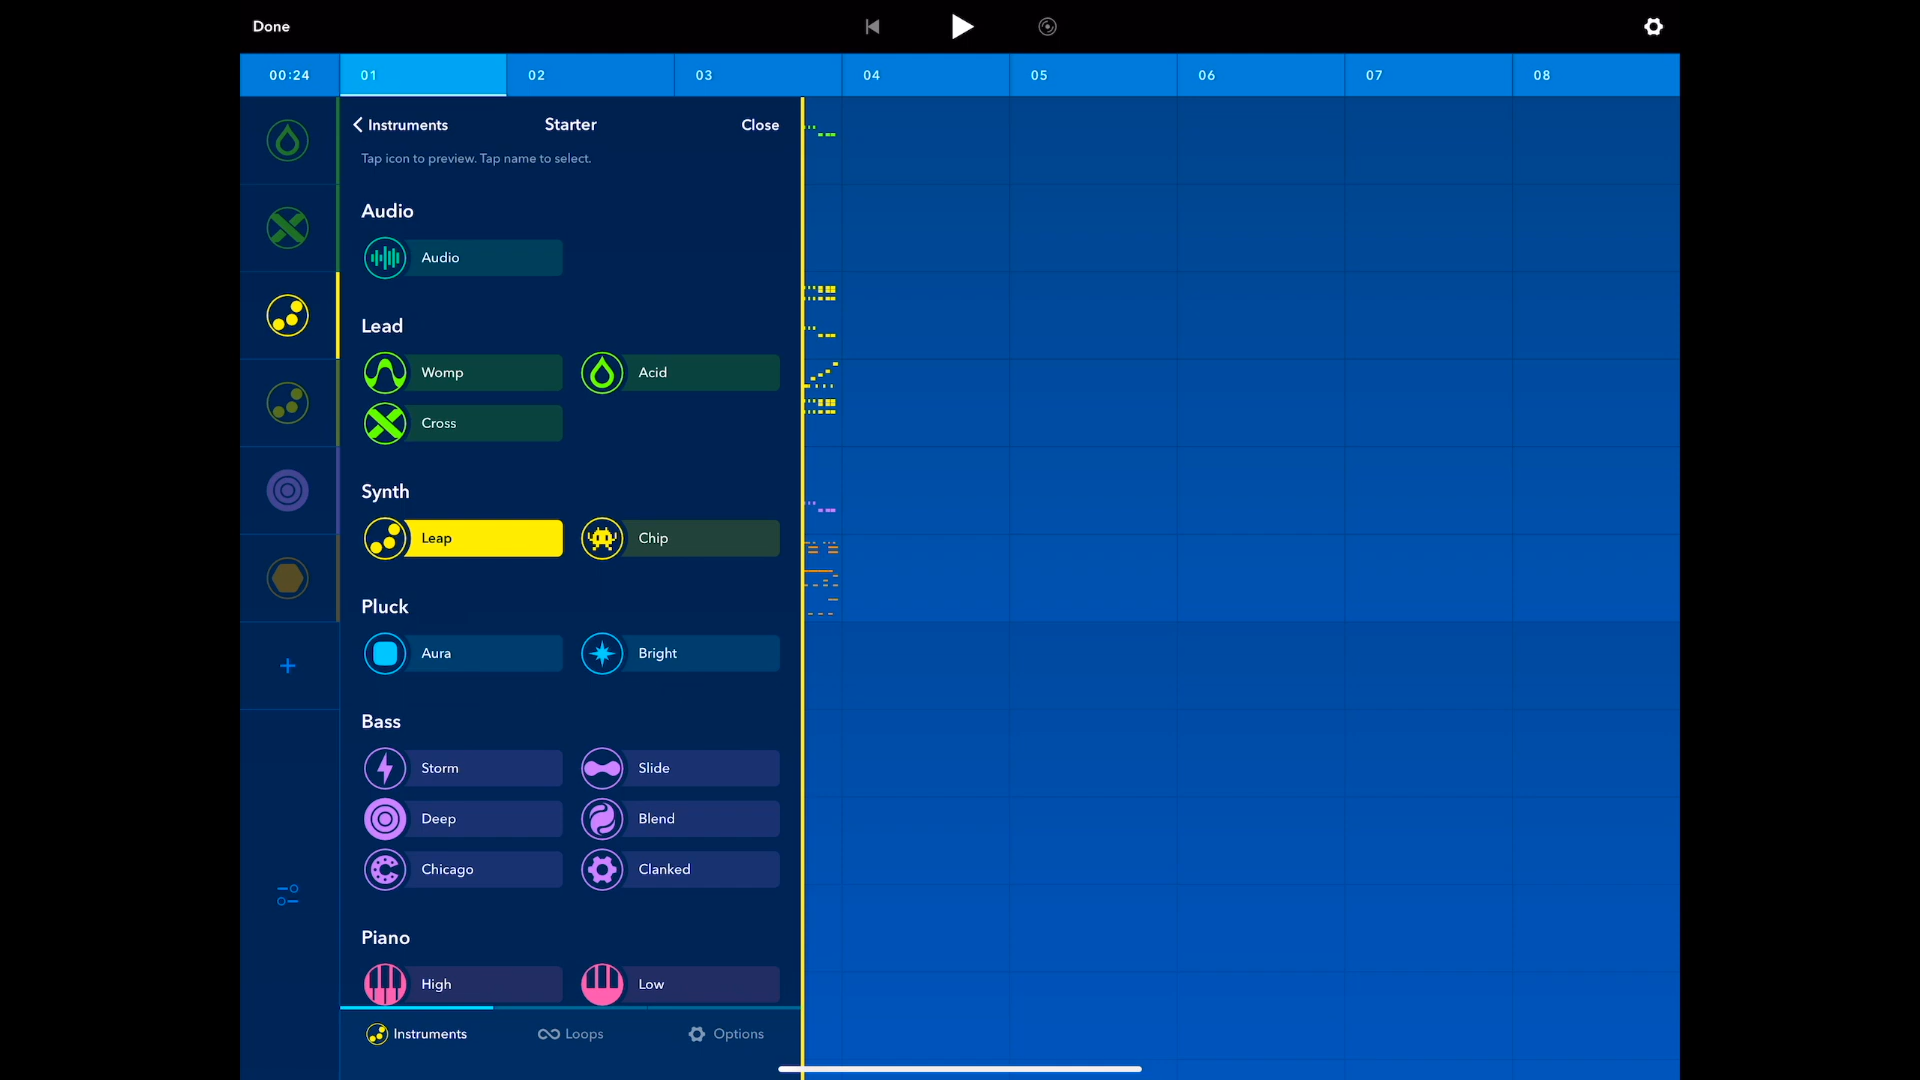 Done
00:24 01 02 03 04 05 06 07 08
Instruments Starter Close
Tap icon to preview. Tap name to select.
Audio
Audio
Lead
Womp Acid
Cross
Synth
Leap Chip
Pluck
Aura Bright
Bass
Storm Slide
Deep Blend
Chicago Clanked
Piano
High Low
Instruments Loops Options